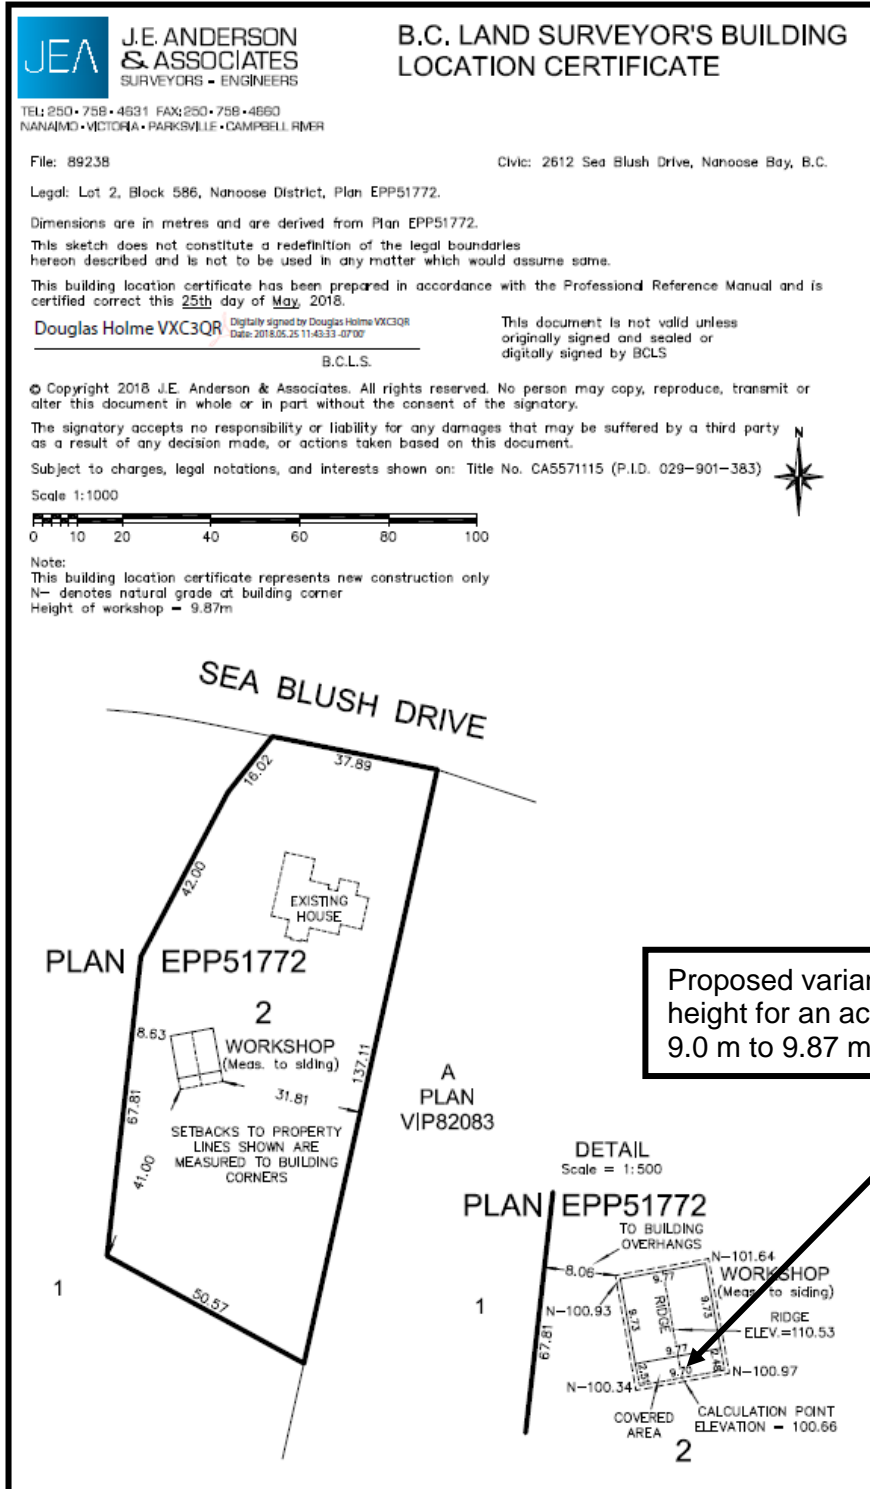 JEA
J.E. ANDERSON
& ASSOCIATES
SURVEYORS - ENGINEERS
B.C. LAND SURVEYOR'S BUILDING
LOCATION CERTIFICATE
TEL: 250-758-4631 FAX: 250-758-4660
NANAIMO • VICTORIA • PARKSVILLE • CAMPBELL RIVER
File: 89238
Civic: 2612 Sea Blush Drive, Nanoose Bay, B.C.
Legal: Lot 2, Block 586, Nanoose District, Plan EPP51772.
Dimensions are in metres and are derived from Plan EPP51772.
This sketch does not constitute a redefinition of the legal boundaries
hereon described and is not to be used in any matter which would assume same.
This building location certificate has been prepared in accordance with the Professional Reference Manual and is
certified correct this 25th day of May, 2018.
Douglas Holme VXC3QR
Digitally signed by Douglas Holme VXC3QR
Date: 2018.05.25 11:43:33 -07'00'
B.C.L.S.
This document is not valid unless
originally signed and sealed or
digitally signed by BCLS
© Copyright 2018 J.E. Anderson & Associates. All rights reserved. No person may copy, reproduce, transmit or
alter this document in whole or in part without the consent of the signatory.
The signatory accepts no responsibility or liability for any damages that may be suffered by a third party
as a result of any decision made, or actions taken based on this document.
N
Subject to charges, legal notations, and interests shown on: Title No. CA5571115 (P.I.D. 029-901-383)
Scale 1:1000
0 10 20 40 60 80 100
Note:
This building location certificate represents new construction only
N- denotes natural grade at building corner
Height of workshop = 9.87m
SEA BLUSH DRIVE
16.02
37.89
42.00
EXISTING
HOUSE
PLAN EPP51772
2
8.63
WORKSHOP
(Meas. to siding)
31.81
137.11
67.81
41.00
SETBACKS TO PROPERTY
LINES SHOWN ARE
MEASURED TO BUILDING
CORNERS
A
PLAN
VIP82083
1
50.57
Proposed varian
height for an ac
9.0 m to 9.87 m
DETAIL
Scale = 1:500
PLAN EPP51772
TO BUILDING
OVERHANGS
8.06
N-101.64
WORKSHOP
(Meas. to siding)
9.77
N-100.93
1
9.73
RIDGE
9.73
RIDGE
ELEV.=110.53
67.81
9.77
2.55
9.70
2.48
N-100.97
N-100.34
COVERED
AREA
CALCULATION POINT
ELEVATION = 100.66
2